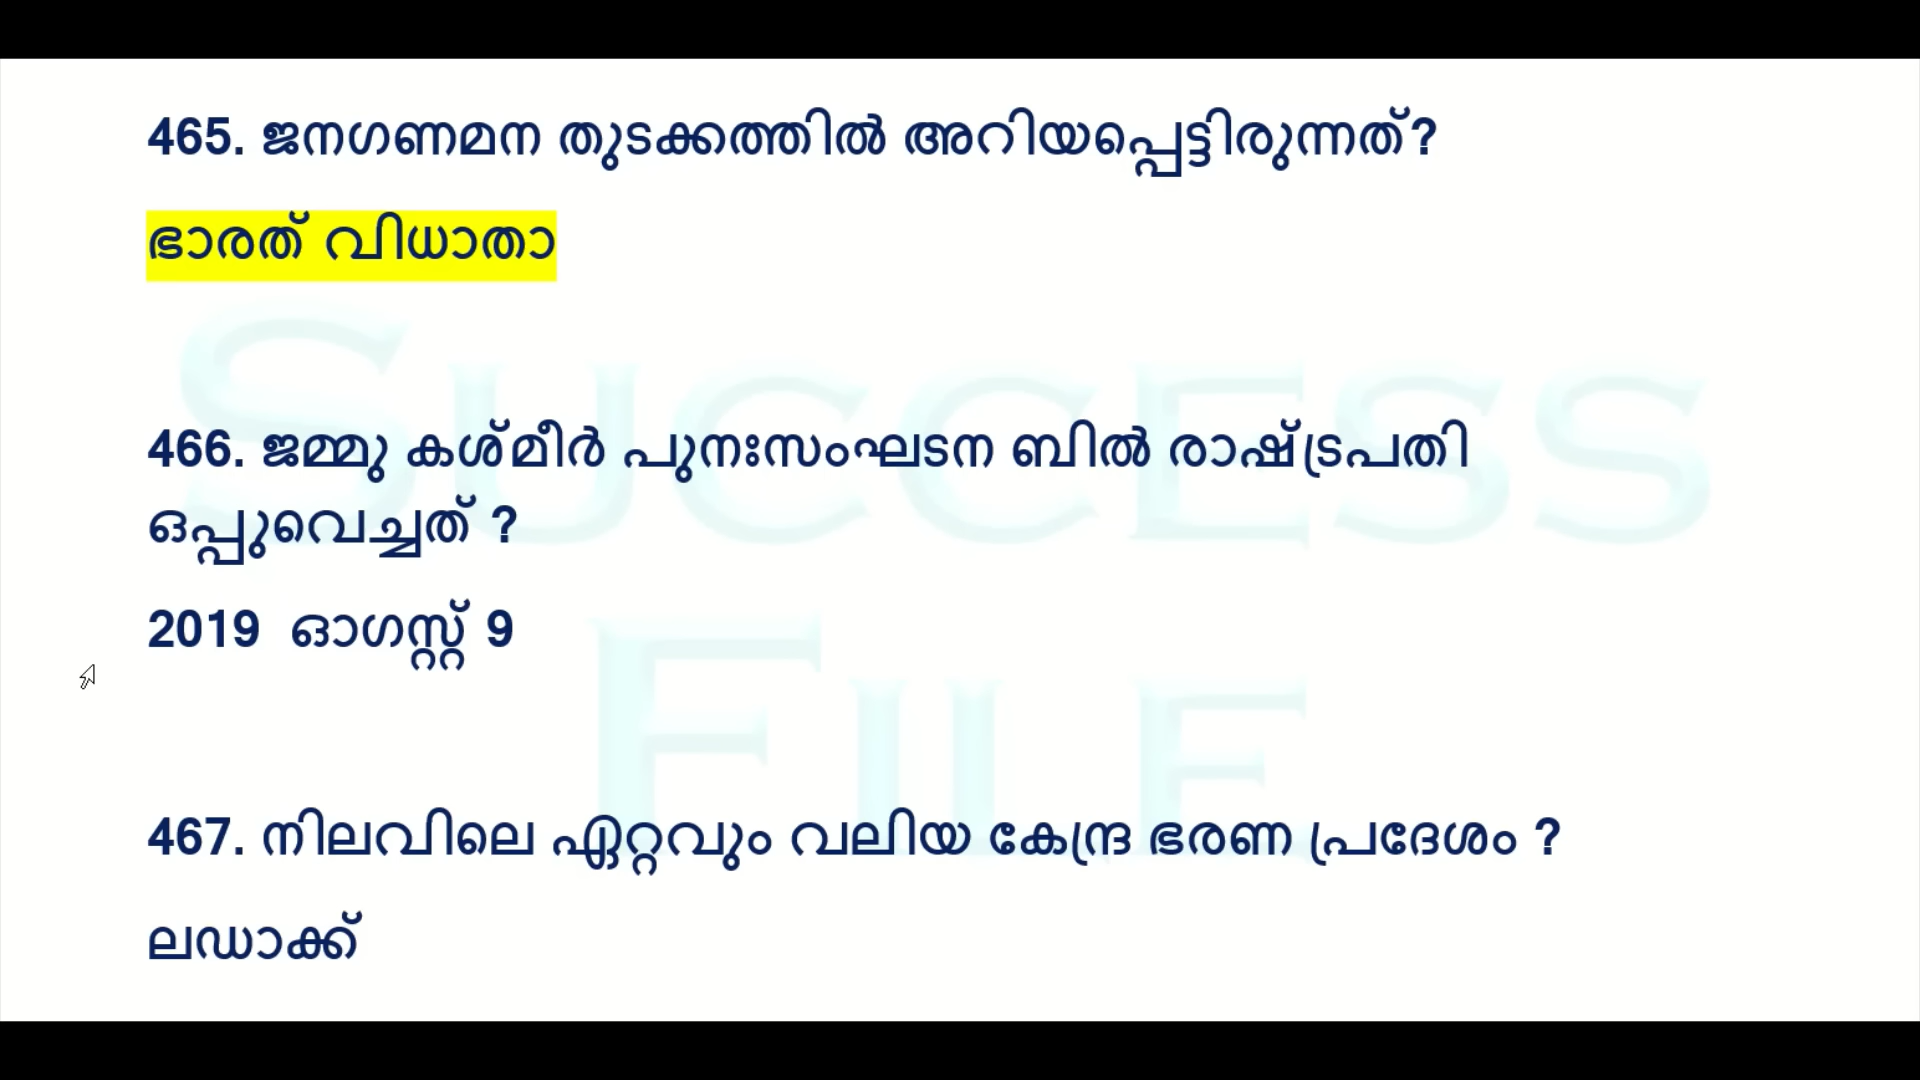 465. ജനഗണമന തുടക്കത്തിൽ അറിയപ്പെട്ടിരുന്നത്?
ഭാരത് വിധാതാ
466. ജമ്മു കശ്മീർ പുനഃസംഘടന ബിൽ രാഷ്ട്രപതി
ഒപ്പുവെച്ചത് ?
2019 ഓഗസ്റ്റ് 9
467. നിലവിലെ ഏറ്റവും വലിയ കേന്ദ്ര ഭരണ പ്രദേശം ?
ലഡാക്ക്
SUCCESS
FILE